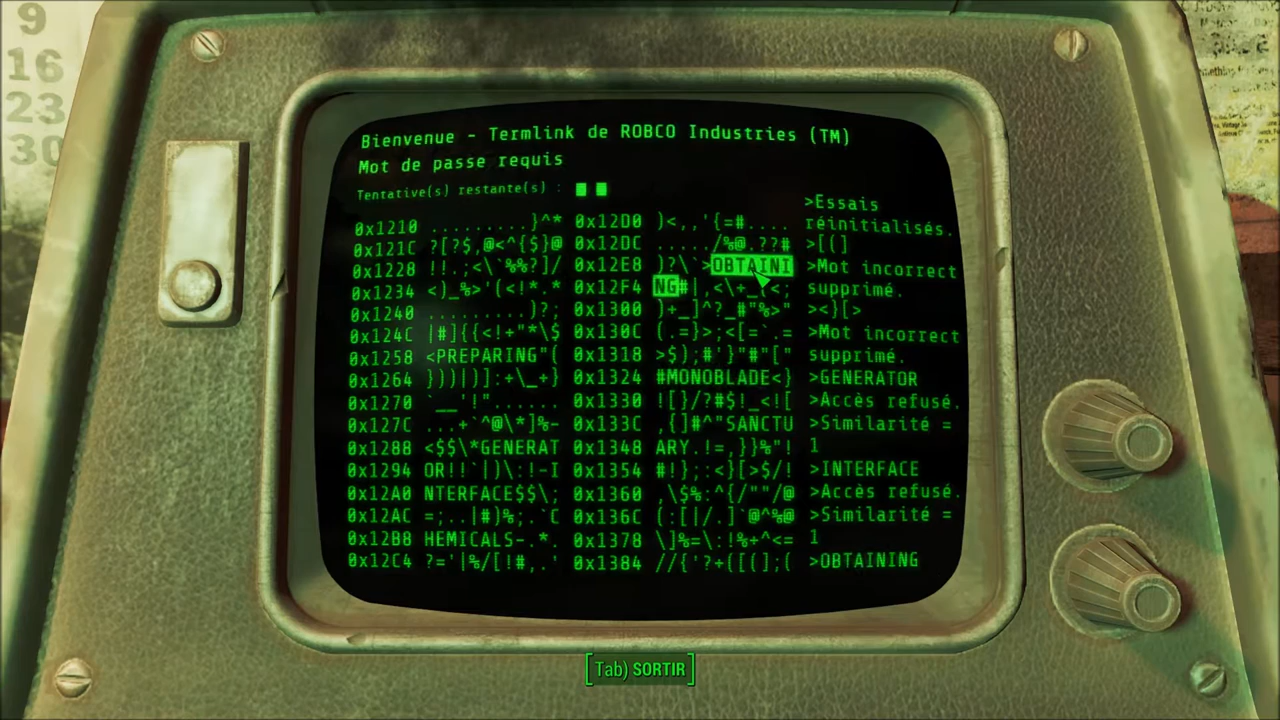 9
16
23
30
Bienvenue - Termlink de ROBCO Industries (TM)
Mot de passe requis
Tentative(s) restante(s) :
0x1210 .........}^* 0x12D0 )<,,'{=#....
0x121C ?[?$,@<^{$}@ 0x12DC ...../%@.??#
0x1228 !!.;<\`%%?]/ 0x12E8 )?\`>OBTAINI
0x1234 <)_%>'(<!*.* 0x12F4 NG#|,<\+_{<;
0x1240 .........)?; 0x1300 )+_]^?_#"%>"
0x124C |#]{{<!+"*\$ 0x130C (.=}>;<[=`.=
0x1258 <PREPARING"( 0x1318 >$);#'}"#"["
0x1264 }))|)]:+\_+} 0x1324 #MONOBLADE<}
0x1270 `__'!"...... 0x1330 ![}/?#$!_<![
0x127C ...+`^@\*]%- 0x133C ,{]#^"SANCTU
0x1288 <$$\*GENERAT 0x1348 ARY.!=,}}%"!
0x1294 OR!!`|)\:!-I 0x1354 #!};:<}[>$/!
0x12A0 NTERFACE$$\; 0x1360 ,\$%:^{/""/@
0x12AC =;..|#)%;.`C 0x136C (:[|/.]`@^%@
0x12B8 HEMICALS-.*. 0x1378 \]%=\:!%+^<=
0x12C4 ?='|%/[!#,.' 0x1384 //{'?+{[(];(
>Essais
réinitialisés.
>[(]
>Mot incorrect
supprimé.
><}[>
>Mot incorrect
supprimé.
>GENERATOR
>Accès refusé.
>Similarité =
1
>INTERFACE
>Accès refusé.
>Similarité =
1
>OBTAINING
[Tab) SORTIR]